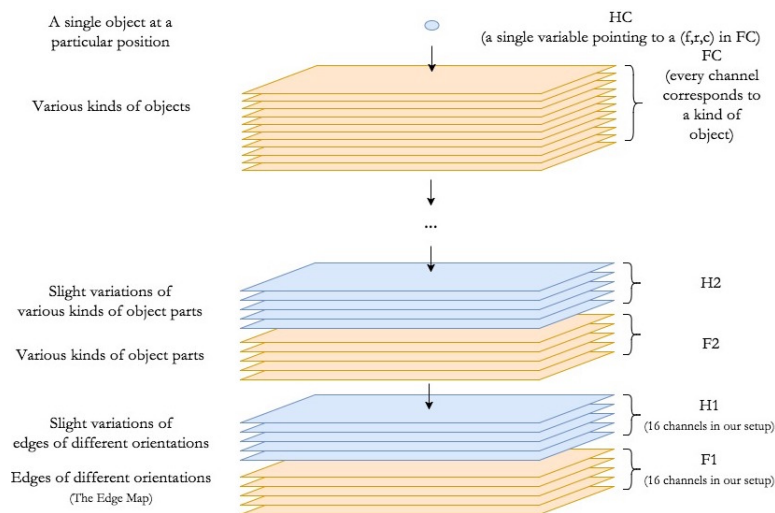 A single object at a
particular position
HC
(a single variable pointing to a (f,r,c) in FC)
FC
(every channel
corresponds to
a kind of
object)
Various kinds of objects
...
Slight variations of
various kinds of object parts
H2
Various kinds of object parts
F2
Slight variations of
edges of different orientations
H1
(16 channels in our setup)
Edges of different orientations
(The Edge Map)
F1
(16 channels in our setup)